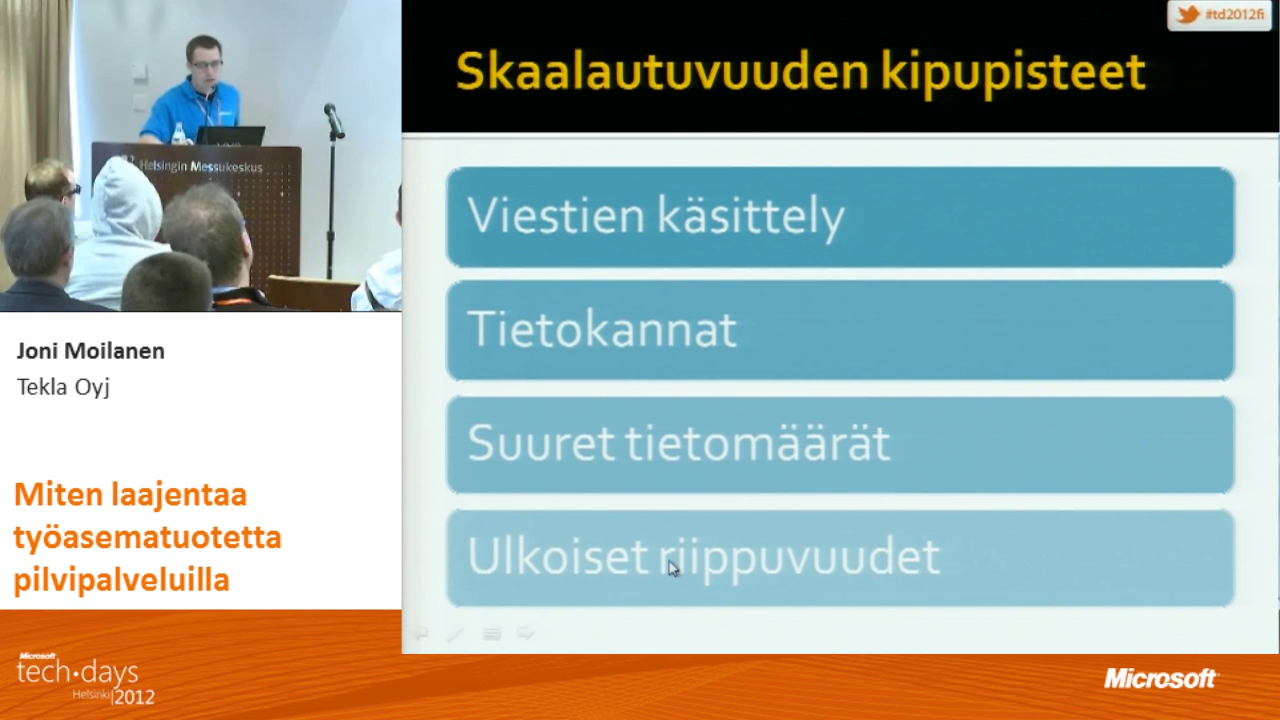 #td2012fi
Skaalautuvuuden kipupisteet
Viestien käsittely
Tietokannat
Suuret tietomäärät
Ulkoiset riippuvuudet
Helsingin Messukeskus
Joni Moilanen
Tekla Oyj
Miten laajentaa
työasematuotetta
pilvipalveluilla
Microsoft
tech·days
Helsinki|2012
Microsoft